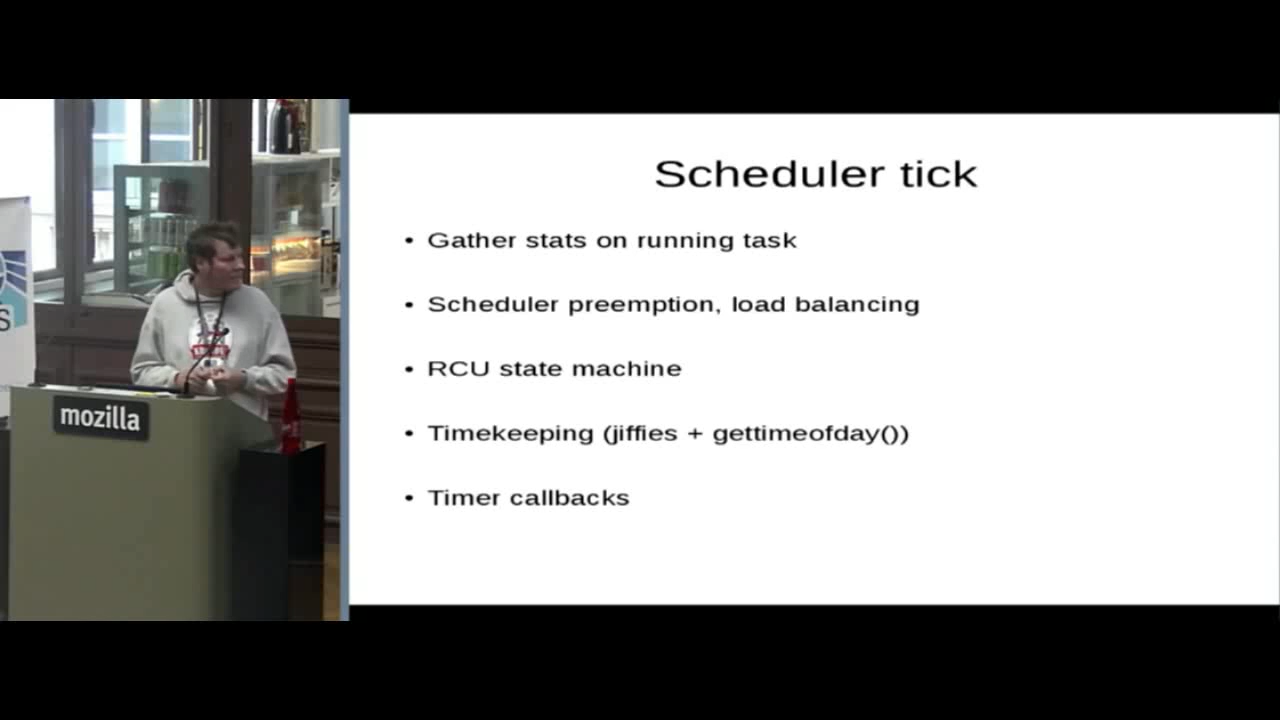 S
mozilla
Scheduler tick
• Gather stats on running task
• Scheduler preemption, load balancing
• RCU state machine
• Timekeeping (jiffies + gettimeofday())
• Timer callbacks